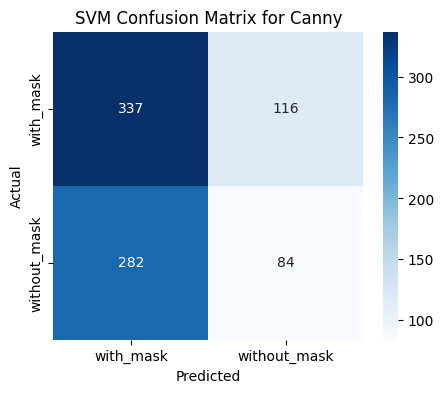 SVM Confusion Matrix for Canny
Actual
with_mask
without_mask
337
116
282
84
with_mask
without_mask
Predicted
300
250
200
150
100